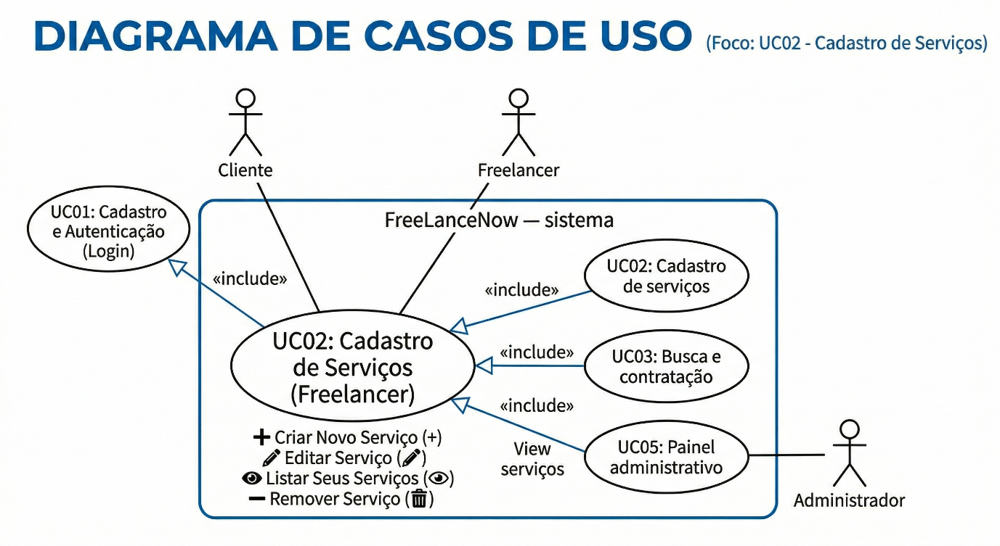 DIAGRAMA DE CASOS DE USO (Foco: UC02 - Cadastro de Serviços)
Cliente
Freelancer
UC01: Cadastro
e Autenticação
(Login)
FreeLanceNow — sistema
«include»
UC02: Cadastro
de Serviços
(Freelancer)
«include»
UC02: Cadastro
de serviços
«include»
UC03: Busca e
contratação
«include»
View
serviços
UC05: Painel
administrativo
Administrador
Criar Novo Serviço (+)
Editar Serviço ()
Listar Seus Serviços ()
Remover Serviço ()